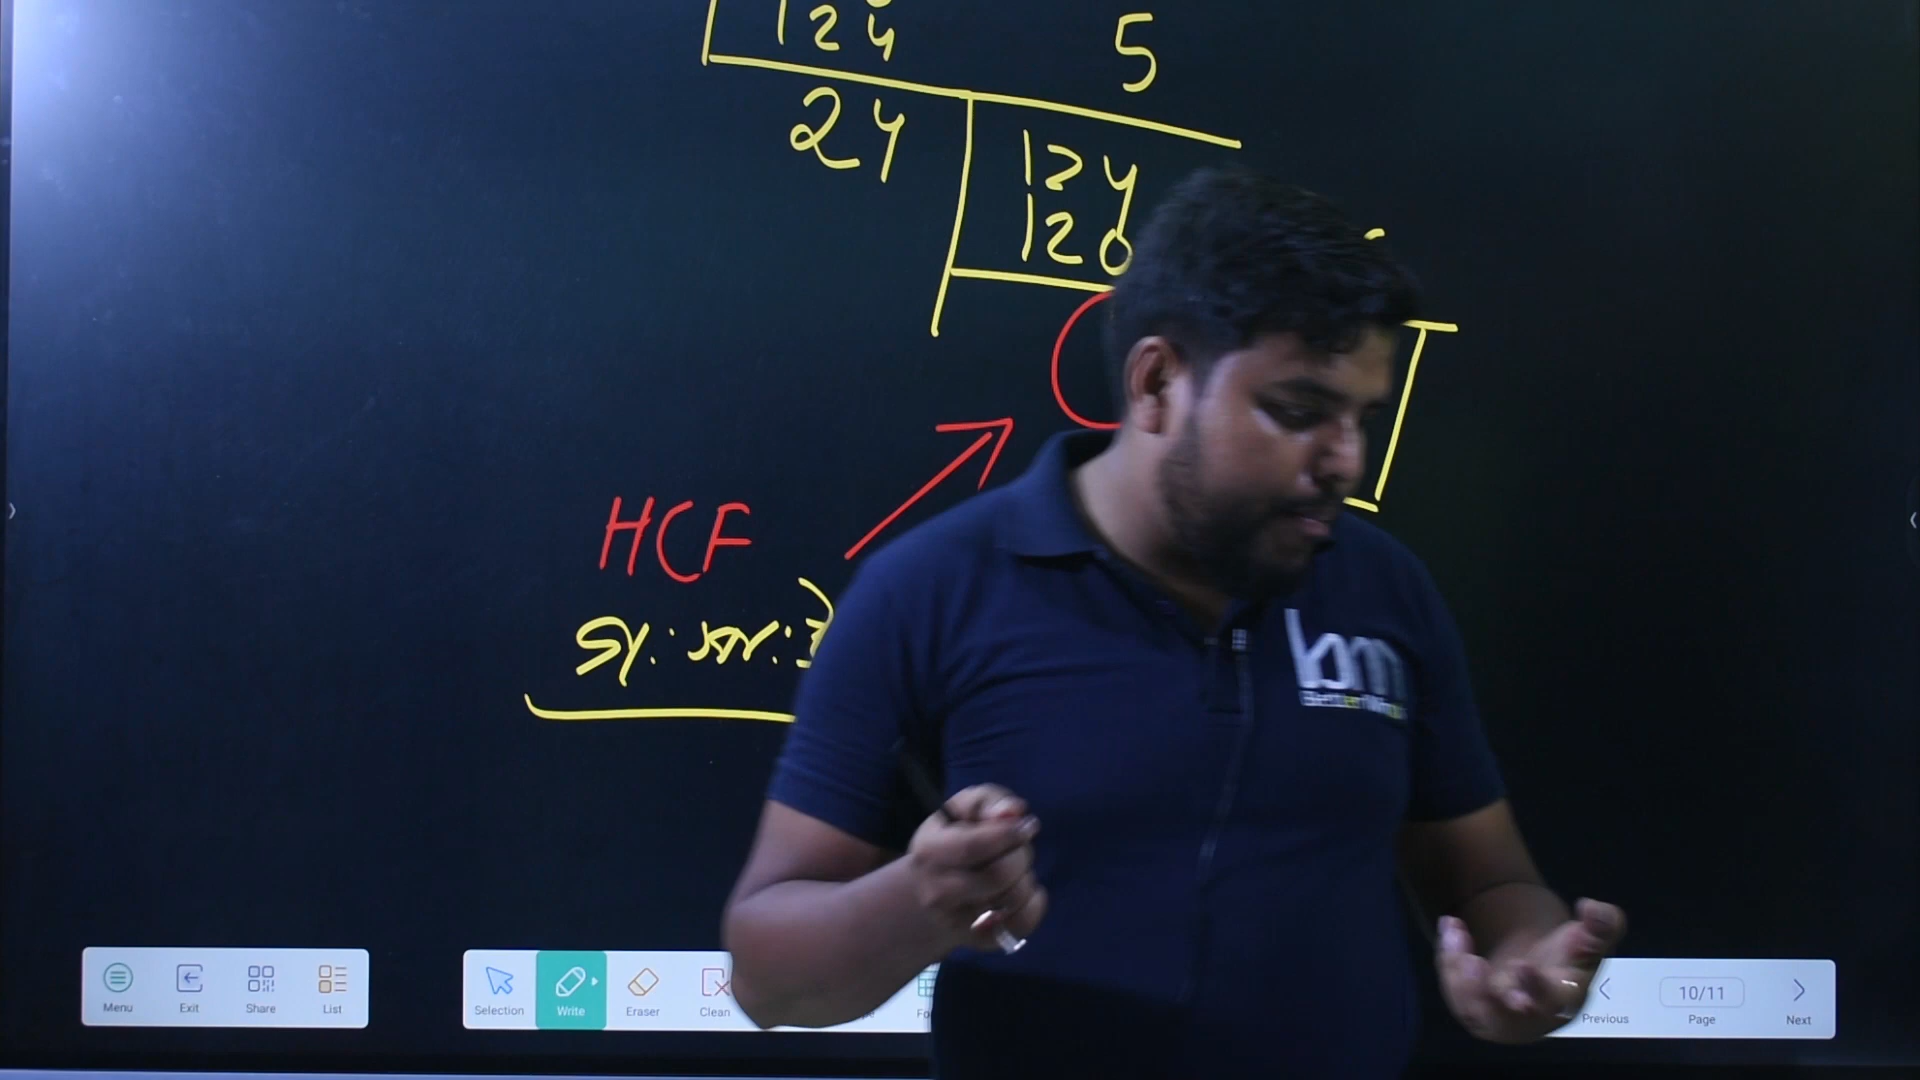 124
5
24
124
120
HCF
Menu
Exit
Share
List
Selection
Write
Eraser
Clean
Previous
10/11
Page
Next